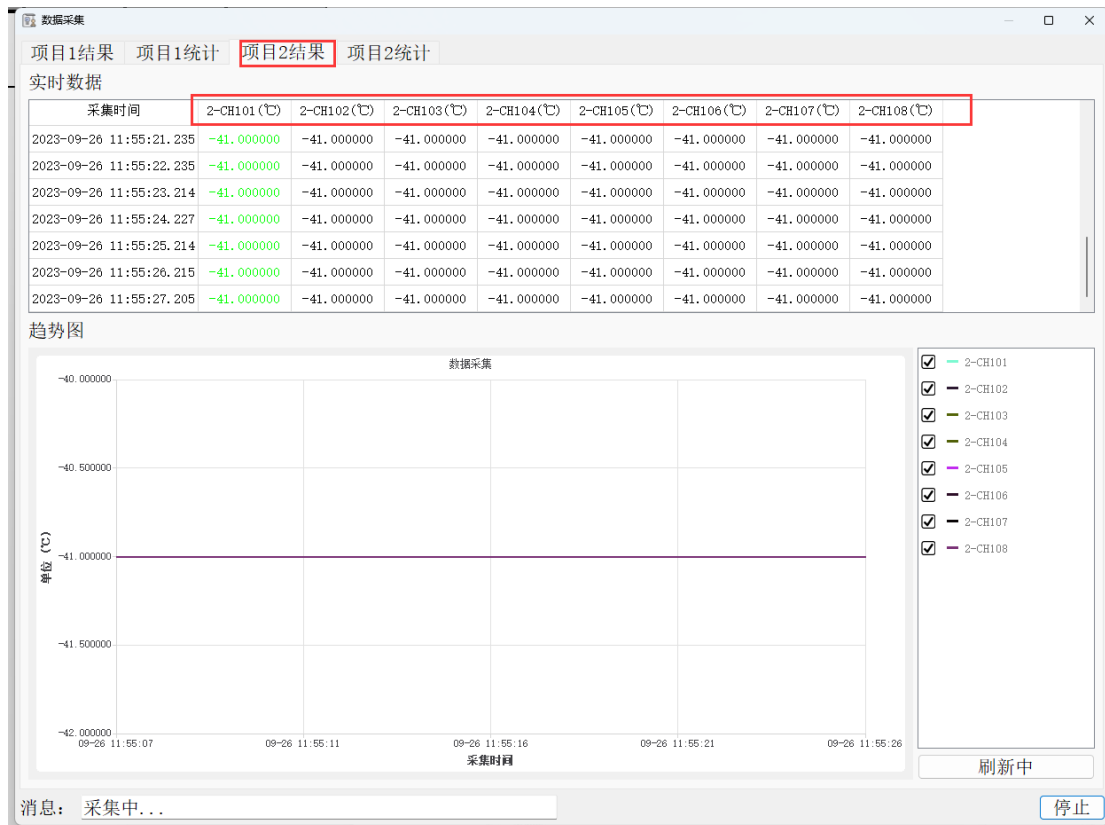 数据采集
项目1结果 项目1统计 项目2结果 项目2统计
实时数据
采集时间 2-CH101(℃) 2-CH102(℃) 2-CH103(℃) 2-CH104(℃) 2-CH105(℃) 2-CH106(℃) 2-CH107(℃) 2-CH108(℃)
2023-09-26 11:55:21.235 -41.000000 -41.000000 -41.000000 -41.000000 -41.000000 -41.000000 -41.000000 -41.000000
2023-09-26 11:55:22.235 -41.000000 -41.000000 -41.000000 -41.000000 -41.000000 -41.000000 -41.000000 -41.000000
2023-09-26 11:55:23.214 -41.000000 -41.000000 -41.000000 -41.000000 -41.000000 -41.000000 -41.000000 -41.000000
2023-09-26 11:55:24.227 -41.000000 -41.000000 -41.000000 -41.000000 -41.000000 -41.000000 -41.000000 -41.000000
2023-09-26 11:55:25.214 -41.000000 -41.000000 -41.000000 -41.000000 -41.000000 -41.000000 -41.000000 -41.000000
2023-09-26 11:55:26.215 -41.000000 -41.000000 -41.000000 -41.000000 -41.000000 -41.000000 -41.000000 -41.000000
2023-09-26 11:55:27.205 -41.000000 -41.000000 -41.000000 -41.000000 -41.000000 -41.000000 -41.000000 -41.000000
趋势图
数据采集
-40.000000
-40.500000
-41.000000
-41.500000
-42.000000
单位 (℃)
09-26 11:55:07 09-26 11:55:11 09-26 11:55:16 09-26 11:55:21 09-26 11:55:26
采集时间
2-CH101
2-CH102
2-CH103
2-CH104
2-CH105
2-CH106
2-CH107
2-CH108
刷新中
消息: 采集中...
停止